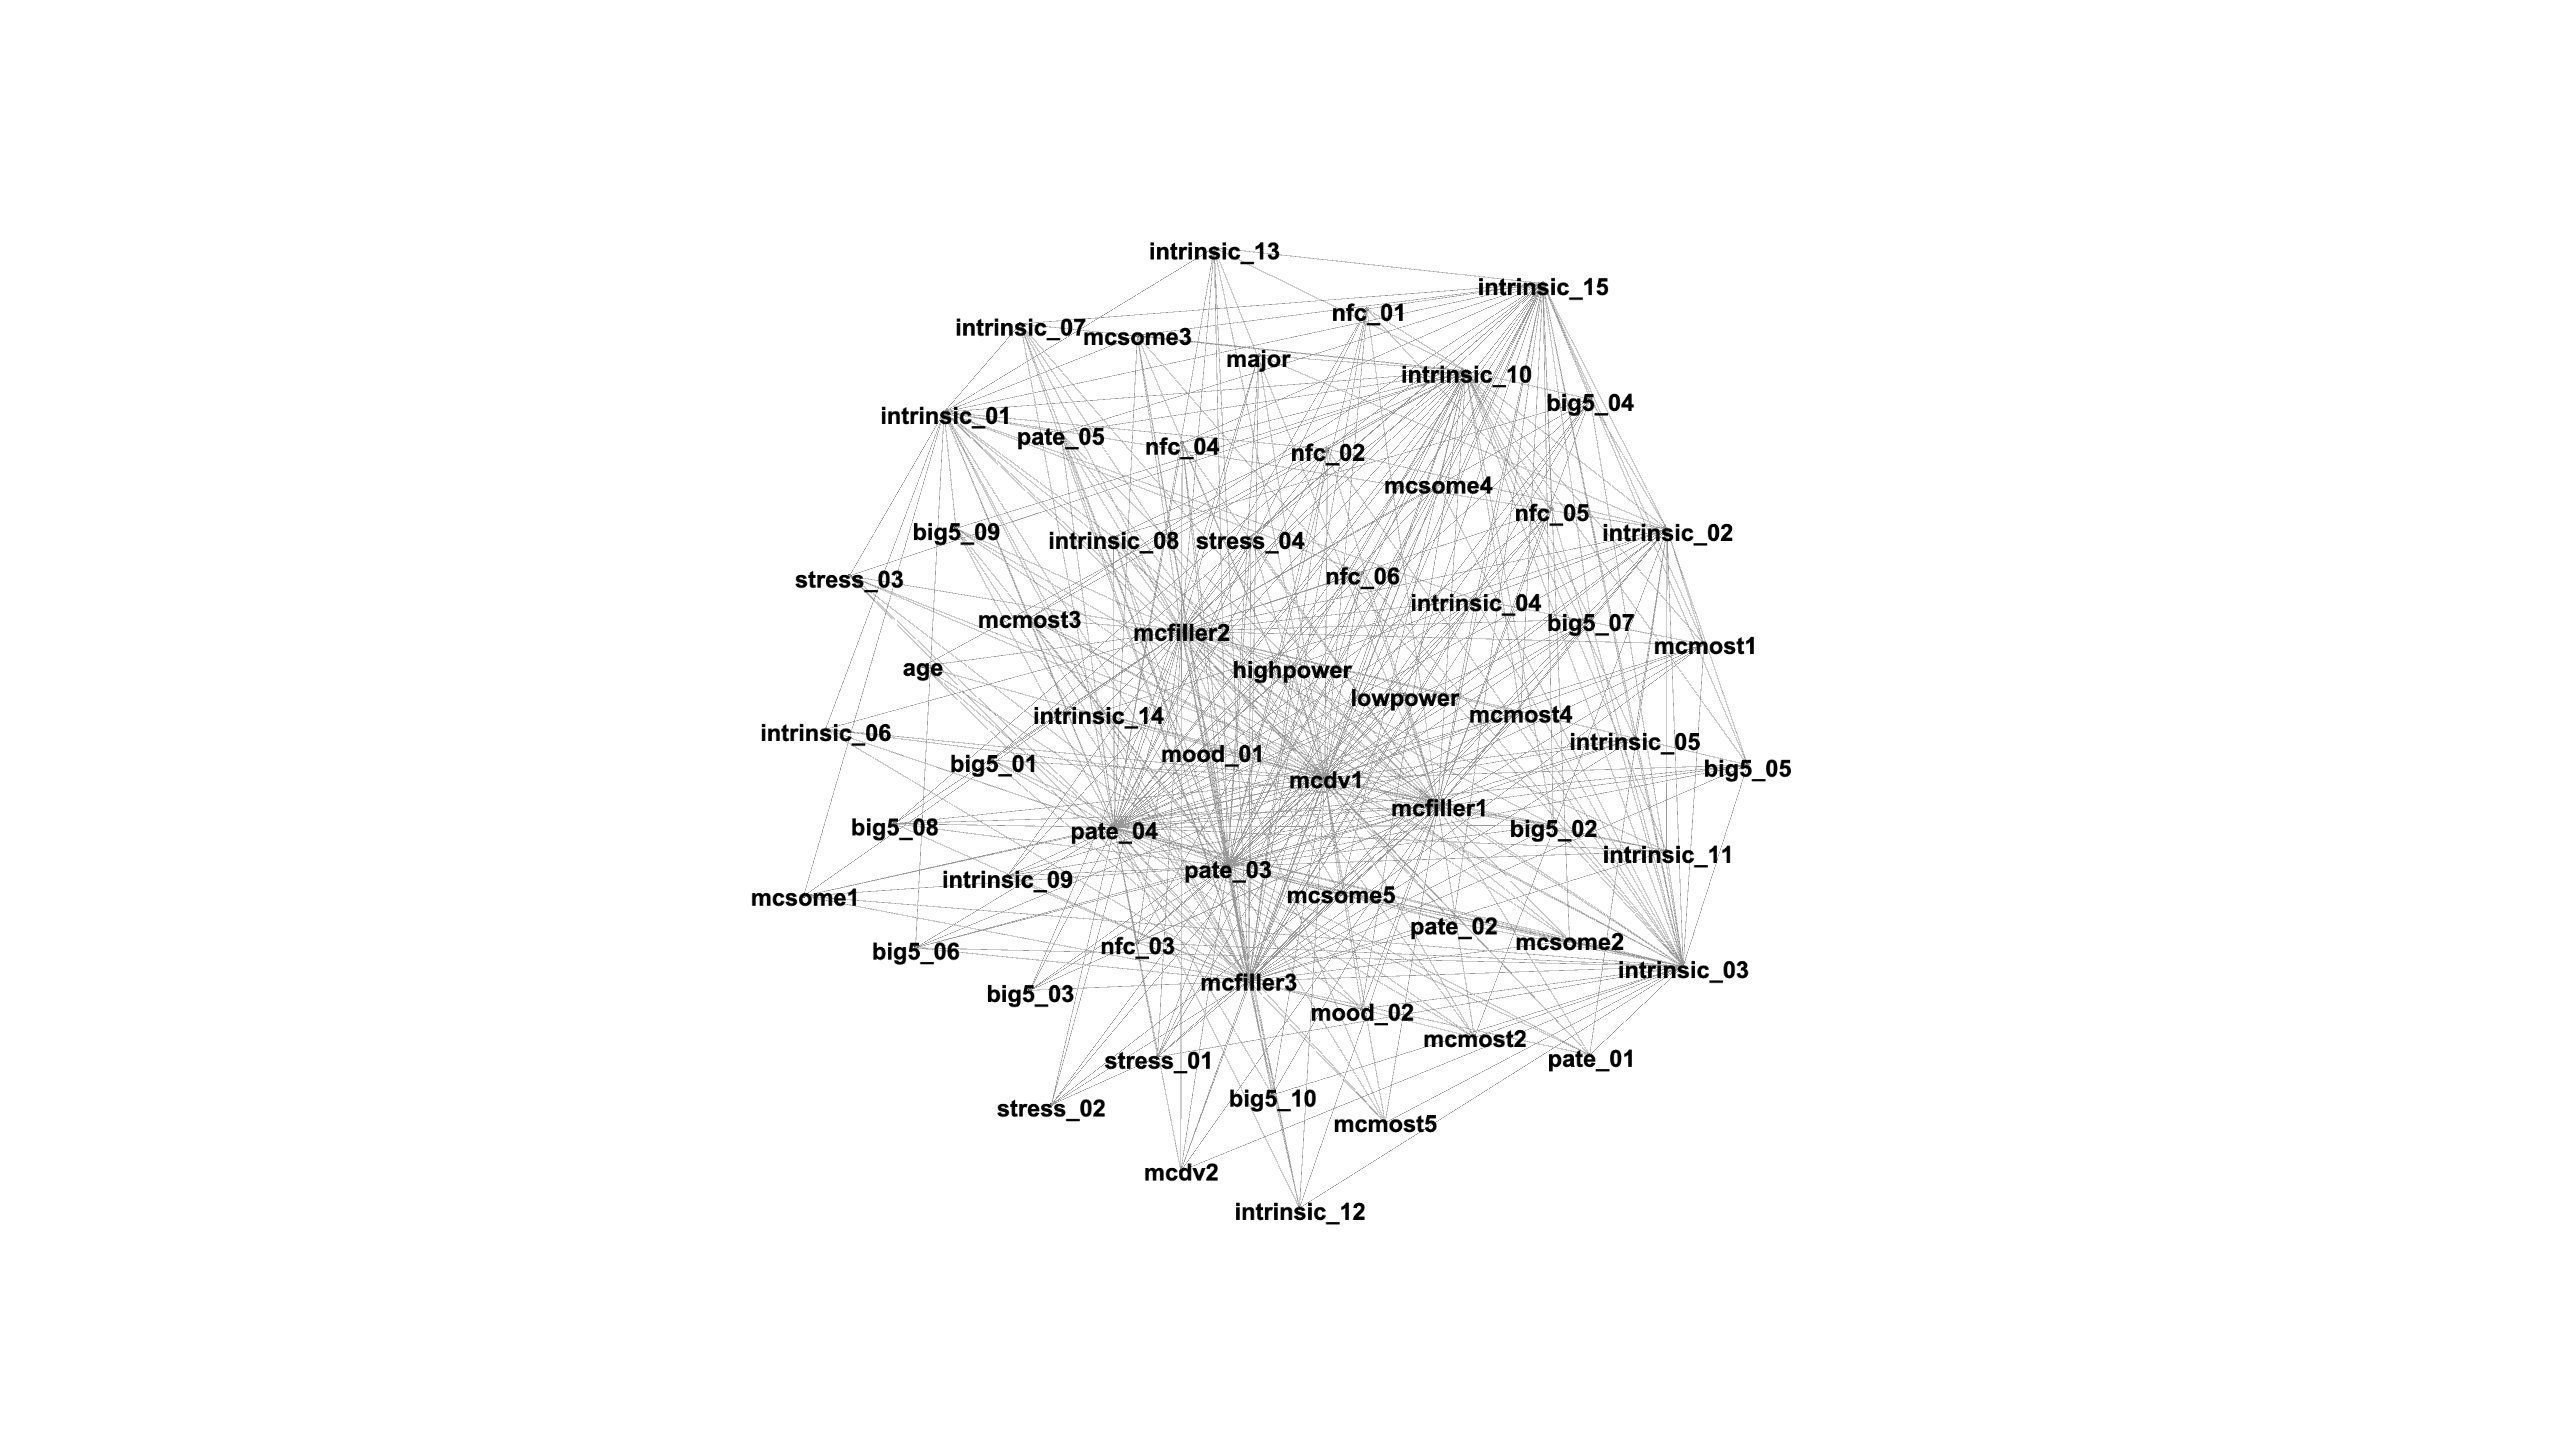 intrinsic_13
intrinsic_15
nfc_01
intrinsic_07
mcsome3
major
intrinsic_10
big5_04
intrinsic_01
pate_05
nfc_04
nfc_02
mcsome4
nfc_05
big5_09
intrinsic_02
intrinsic_08
stress_04
nfc_06
stress_03
intrinsic_04
mcmost3
big5_07
mcfiller2
mcmost1
age
highpower
lowpower
mcmost4
intrinsic_14
intrinsic_06
intrinsic_05
mood_01
big5_01
big5_05
mcdv1
mcfiller1
big5_08
big5_02
pate_04
intrinsic_11
pate_03
intrinsic_09
mcsome5
mcsome1
pate_02
mcsome2
nfc_03
big5_06
intrinsic_03
mcfiller3
big5_03
mood_02
mcmost2
pate_01
stress_01
big5_10
stress_02
mcmost5
mcdv2
intrinsic_12